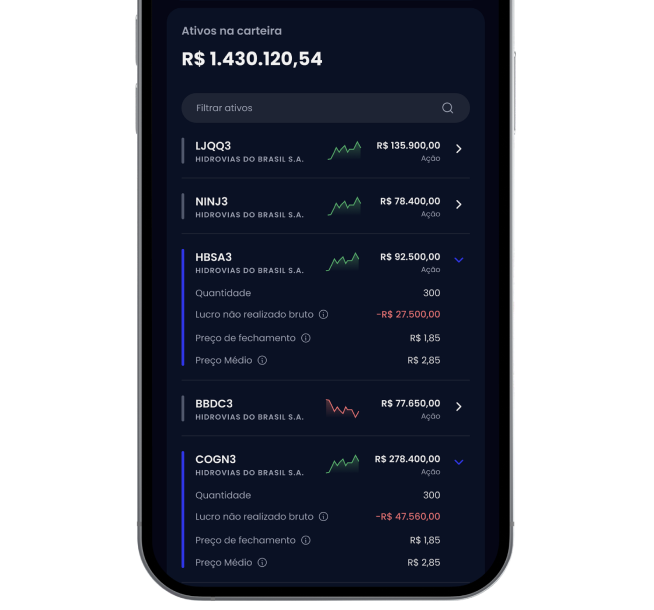 Ativos na carteira
R$ 1.430.120,54
Filtrar ativos
LJQQ3 R$ 135.900,00
HIDROVIAS DO BRASIL S.A. Ação
NINJ3 R$ 78.400,00
HIDROVIAS DO BRASIL S.A. Ação
HBSA3 R$ 92.500,00
HIDROVIAS DO BRASIL S.A. Ação
Quantidade 300
Lucro não realizado bruto -R$ 27.500,00
Preço de fechamento R$ 1,85
Preço Médio R$ 2,85
BBDC3 R$ 77.650,00
HIDROVIAS DO BRASIL S.A. Ação
COGN3 R$ 278.400,00
HIDROVIAS DO BRASIL S.A. Ação
Quantidade 300
Lucro não realizado bruto -R$ 47.560,00
Preço de fechamento R$ 1,85
Preço Médio R$ 2,85